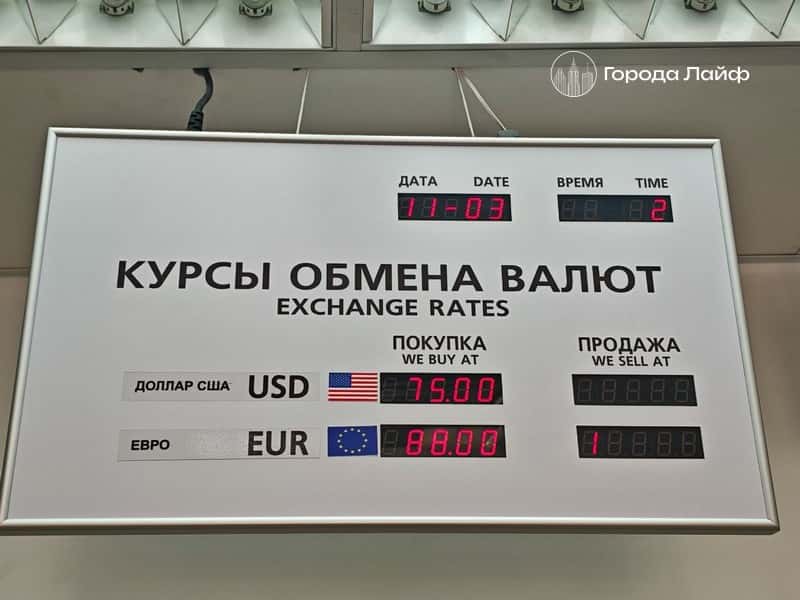 Города Лайф
ДАТА DATE ВРЕМЯ TIME
11-03 2
КУРСЫ ОБМЕНА ВАЛЮТ
EXCHANGE RATES
ПОКУПКА ПРОДАЖА
WE BUY AT WE SELL AT
ДОЛЛАР США USD 75.00
ЕВРО EUR 88.00 1